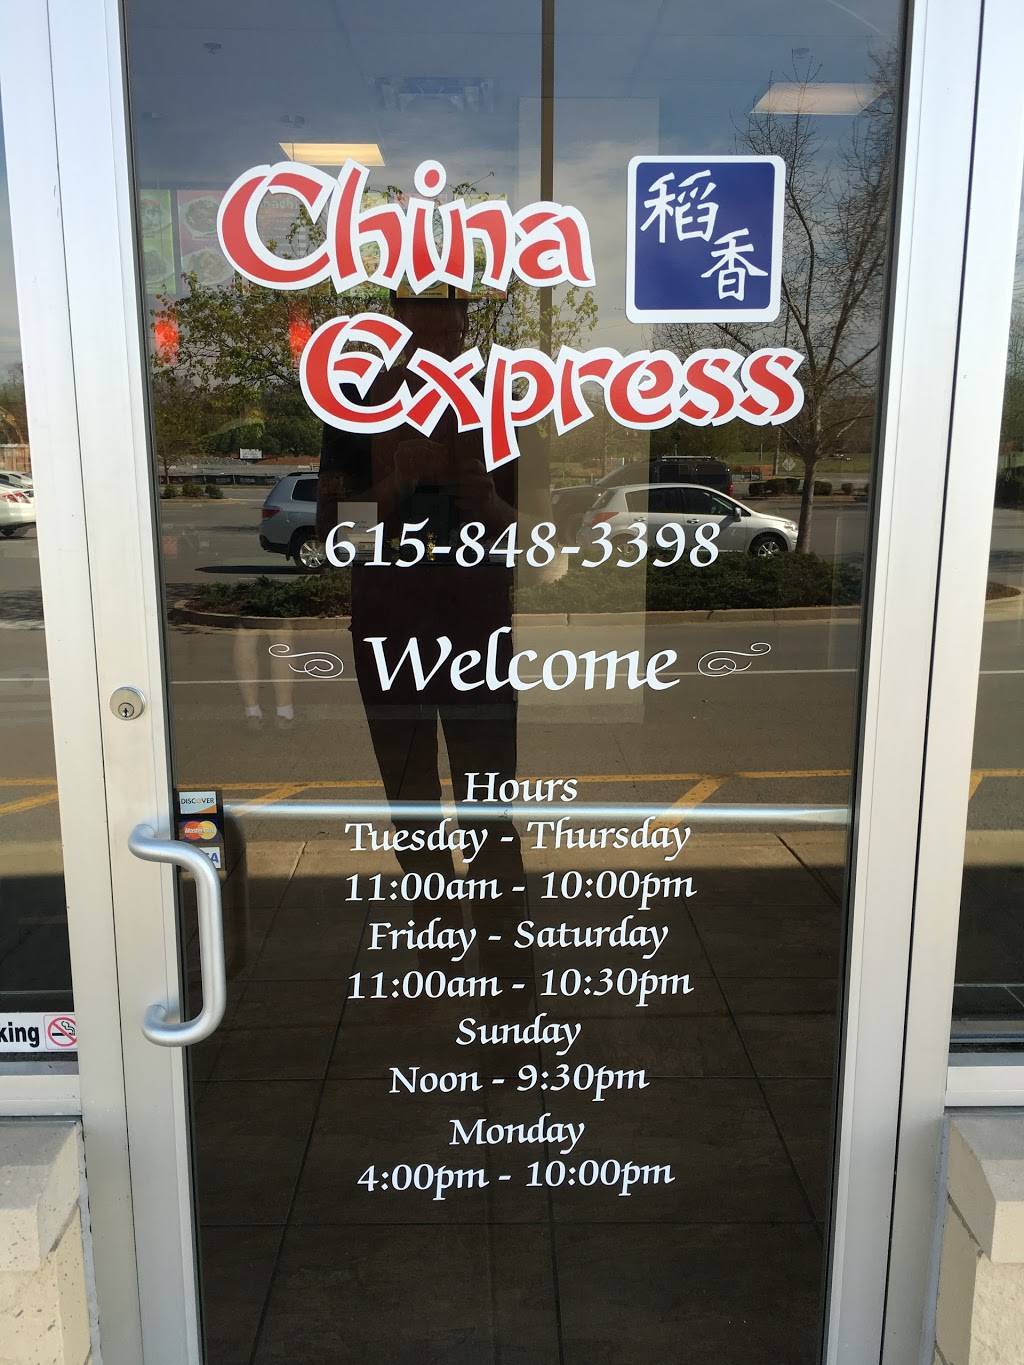 China
稻香
Express
615-848-3398
Welcome
Hours
DISCOVER
Tuesday - Thursday
MasterCard
11:00am - 10:00pm
Friday - Saturday
11:00am - 10:30pm
Sunday
Noon - 9:30pm
Monday
4:00pm - 10:00pm